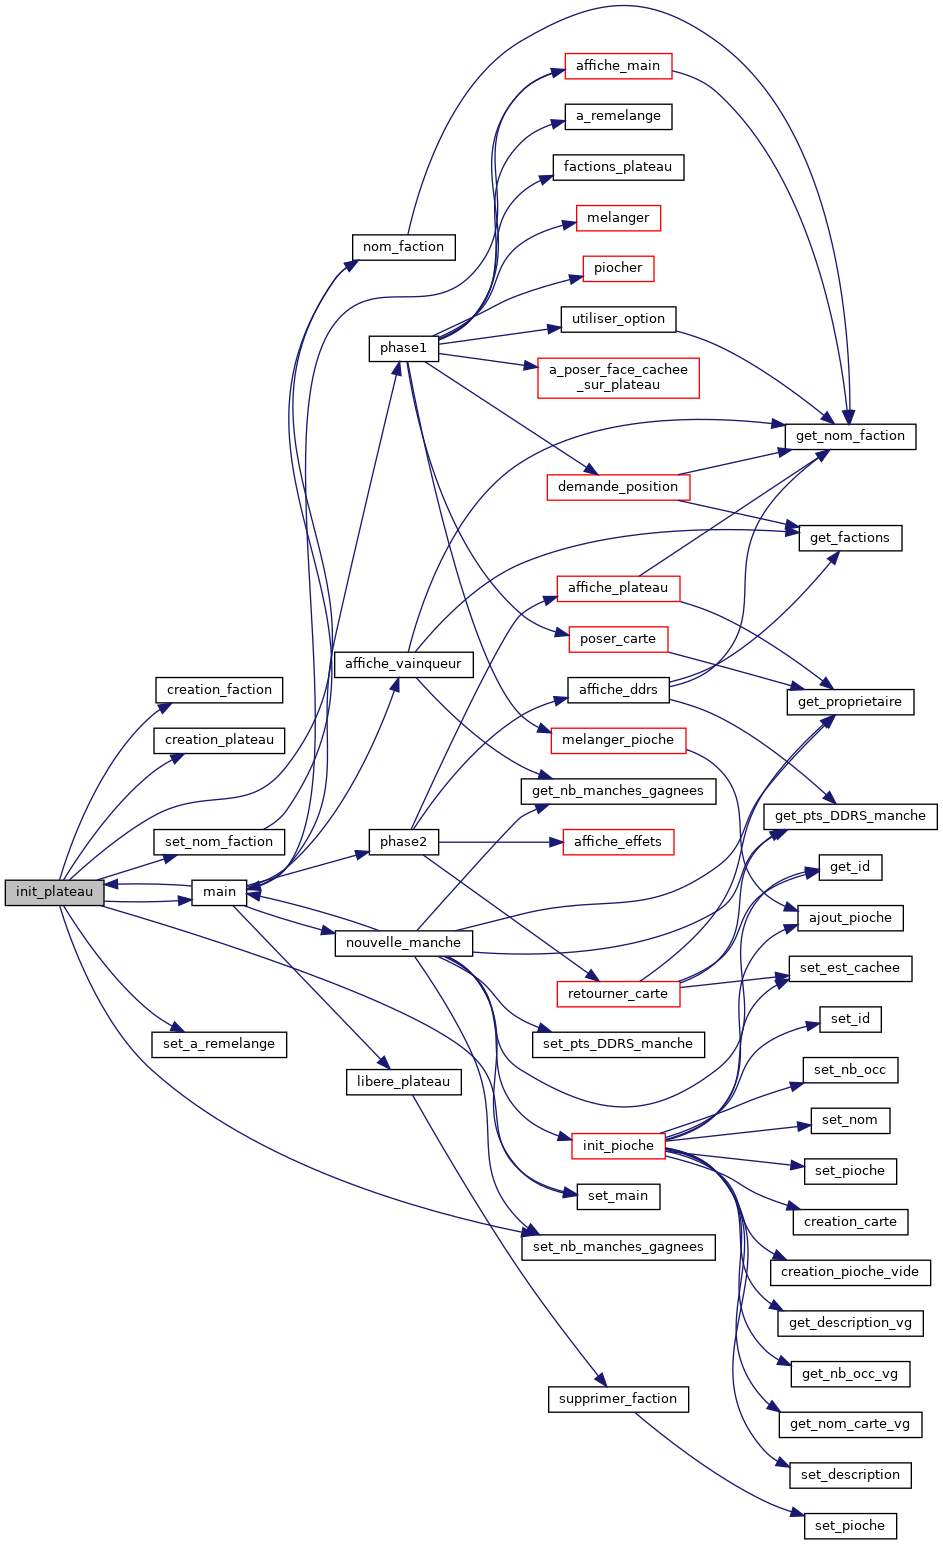 affiche_main
a_remelange
factions_plateau
melanger
nom_faction
piocher
utiliser_option
phase1
a_poser_face_cachee
_sur_plateau
get_nom_faction
demande_position
get_factions
affiche_plateau
poser_carte
affiche_vainqueur
creation_faction
affiche_ddrs
get_proprietaire
creation_plateau
melanger_pioche
get_nb_manches_gagnees
get_pts_DDRS_manche
set_nom_faction
phase2
affiche_effets
get_id
init_plateau
main
ajout_pioche
nouvelle_manche
set_est_cachee
retourner_carte
set_id
set_a_remelange
set_pts_DDRS_manche
set_nb_occ
libere_plateau
set_nom
init_pioche
set_pioche
set_main
creation_carte
set_nb_manches_gagnees
creation_pioche_vide
get_description_vg
get_nb_occ_vg
supprimer_faction
get_nom_carte_vg
set_description
set_pioche